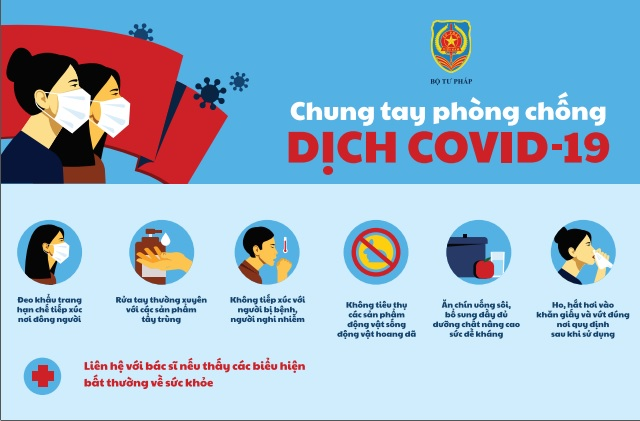 BỘ TƯ PHÁP
Chung tay phòng chống
DỊCH COVID-19
Đeo khẩu trang
hạn chế tiếp xúc
nơi đông người
Rửa tay thường xuyên
với các sản phẩm
tẩy trùng
Không tiếp xúc với
người bị bệnh,
người nghi nhiễm
Không tiêu thụ
các sản phẩm
động vật sống
động vật hoang dã
Ăn chín uống sôi,
bổ sung đầy đủ
dưỡng chất nâng cao
sức đề kháng
Ho, hắt hơi vào
khăn giấy và vứt đúng
nơi quy định
sau khi sử dụng
Liên hệ với bác sĩ nếu thấy các biểu hiện
bất thường về sức khỏe